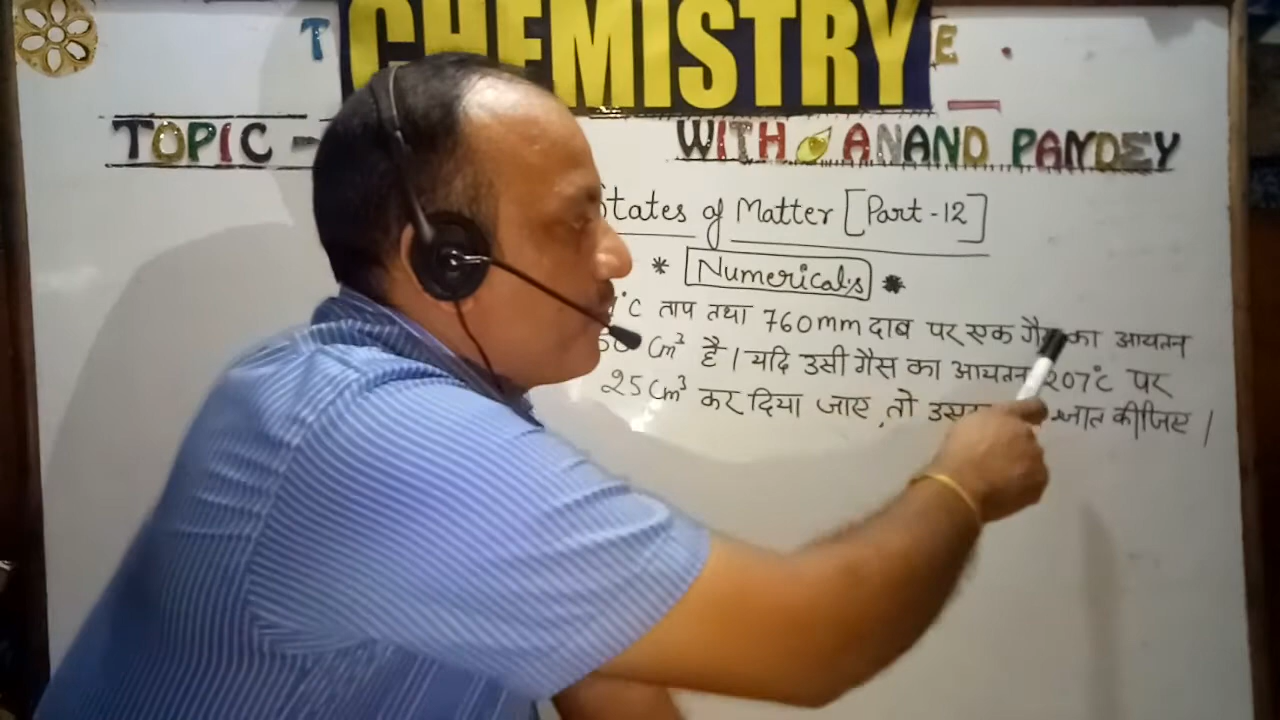 T CHEMISTRY E .
TOPIC - WITH ANAND PANDEY
States of Matter [Part-12]
* Numericals *
°C ताप तथा 760mm दाब पर एक गैस का आयतन
cm³ है । यदि उसी गैस का आयतन 207°C पर
25 cm³ कर दिया जाए, तो ज्ञात कीजिए ।